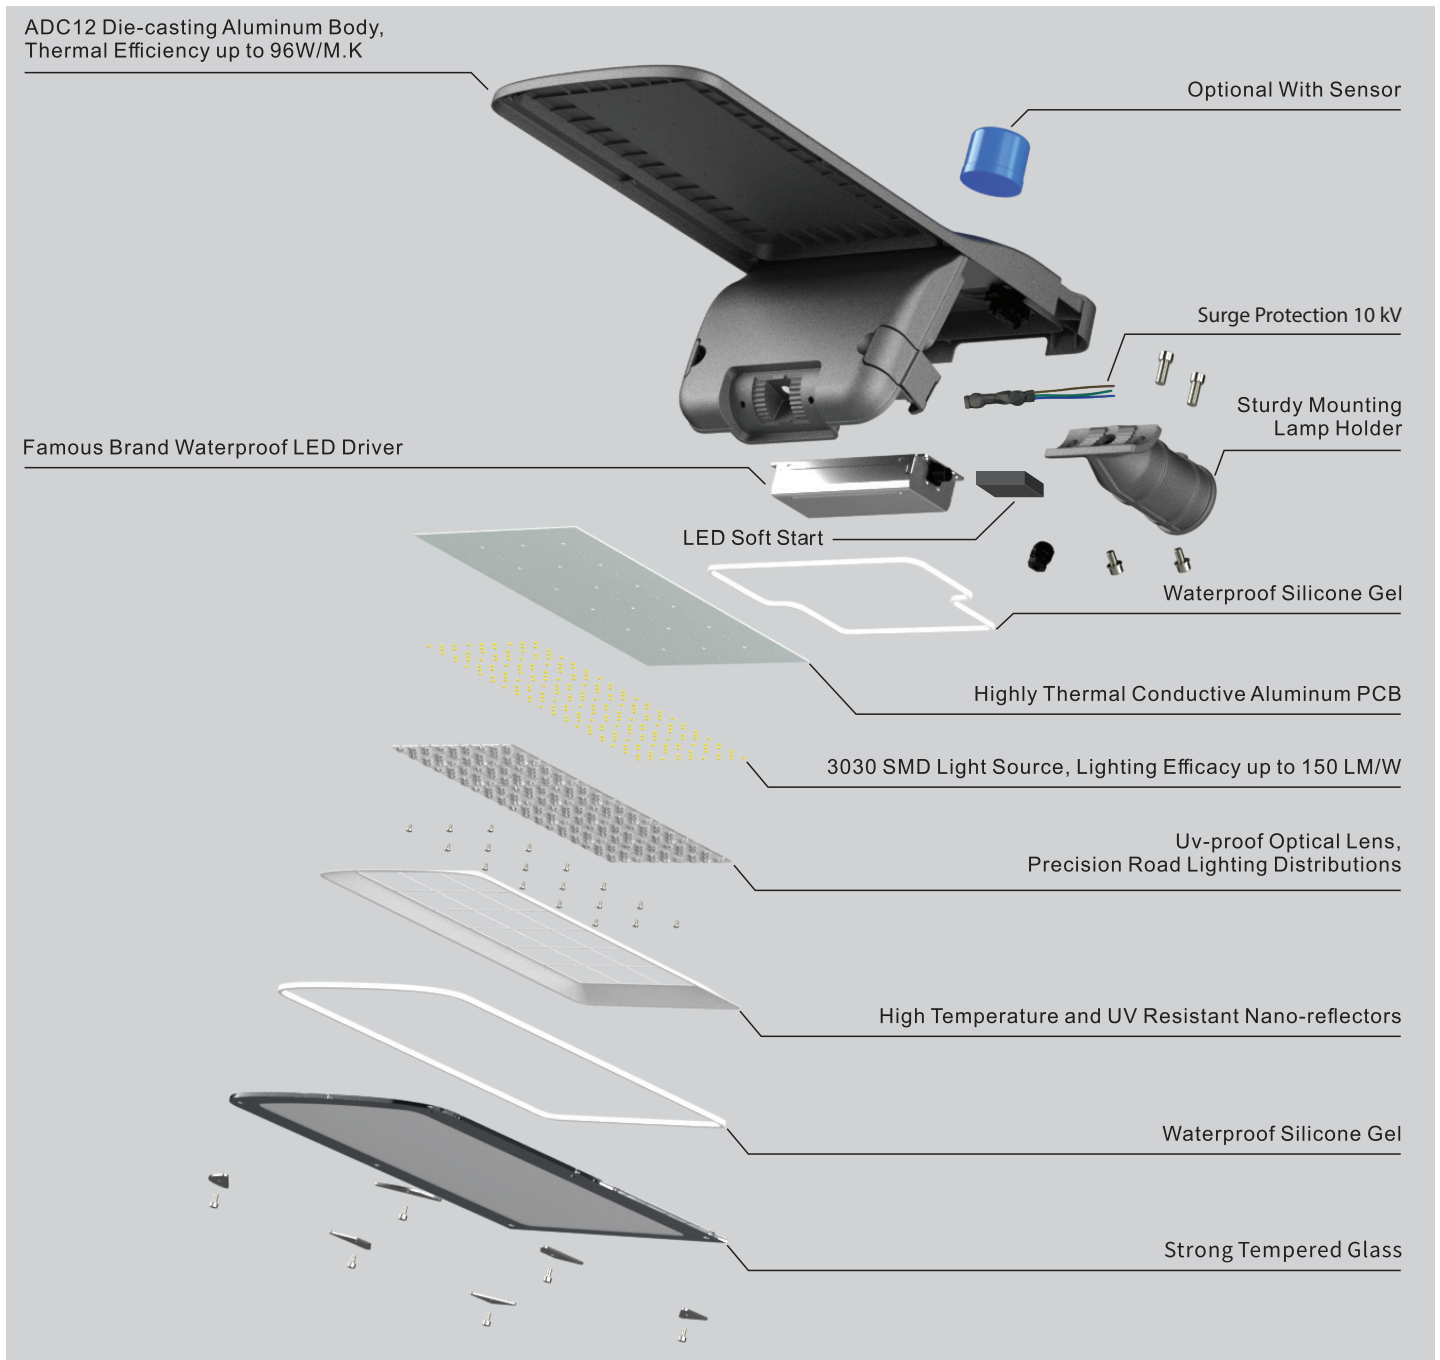 ADC12 Die-casting Aluminum Body,
Thermal Efficiency up to 96W/M.K
Optional With Sensor
Surge Protection 10 kV
Sturdy Mounting
Lamp Holder
Famous Brand Waterproof LED Driver
LED Soft Start
Waterproof Silicone Gel
Highly Thermal Conductive Aluminum PCB
3030 SMD Light Source, Lighting Efficacy up to 150 LM/W
Uv-proof Optical Lens,
Precision Road Lighting Distributions
High Temperature and UV Resistant Nano-reflectors
Waterproof Silicone Gel
Strong Tempered Glass